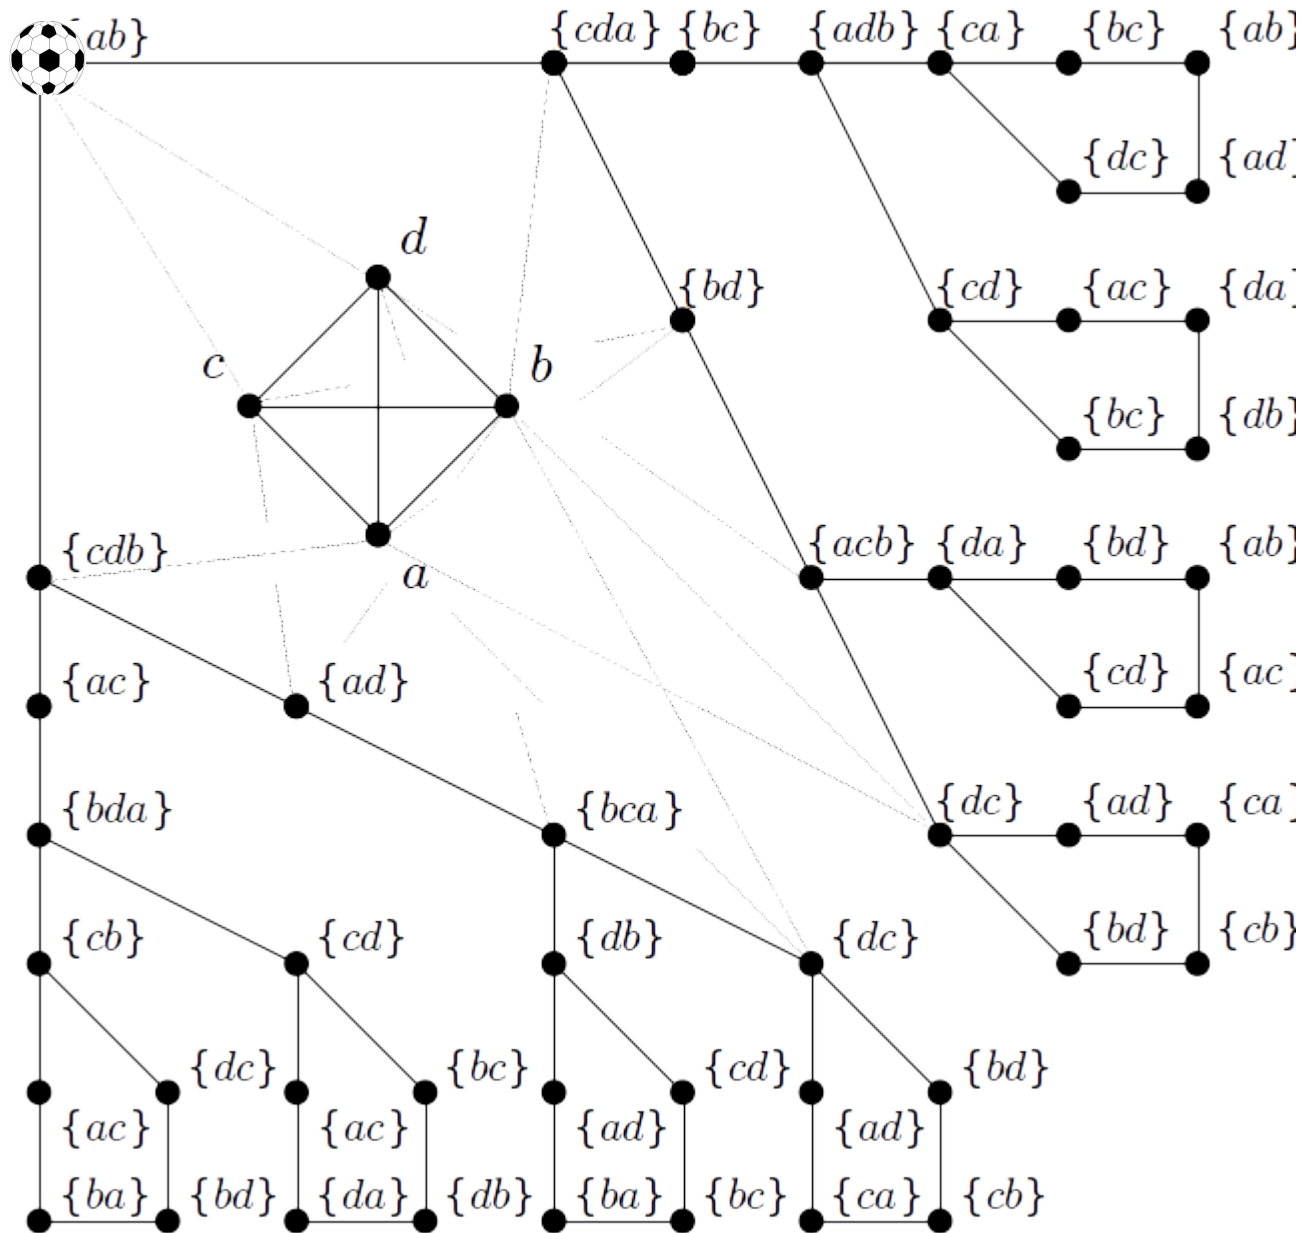 ab} {cda} {bc} {adb} {ca} {bc} {ab}
{dc} {ad}
d
{bd} {cd} {ac} {da}
c b
{bc} {db}
{cdb} a {acb} {da} {bd} {ab}
{ac} {ad} {cd} {ac}
{bda} {bca} {dc} {ad} {ca}
{cb} {cd} {db} {dc} {bd} {cb}
{dc} {bc} {cd} {bd}
{ac} {ac} {ad} {ad}
{ba} {bd} {da} {db} {ba} {bc} {ca} {cb}